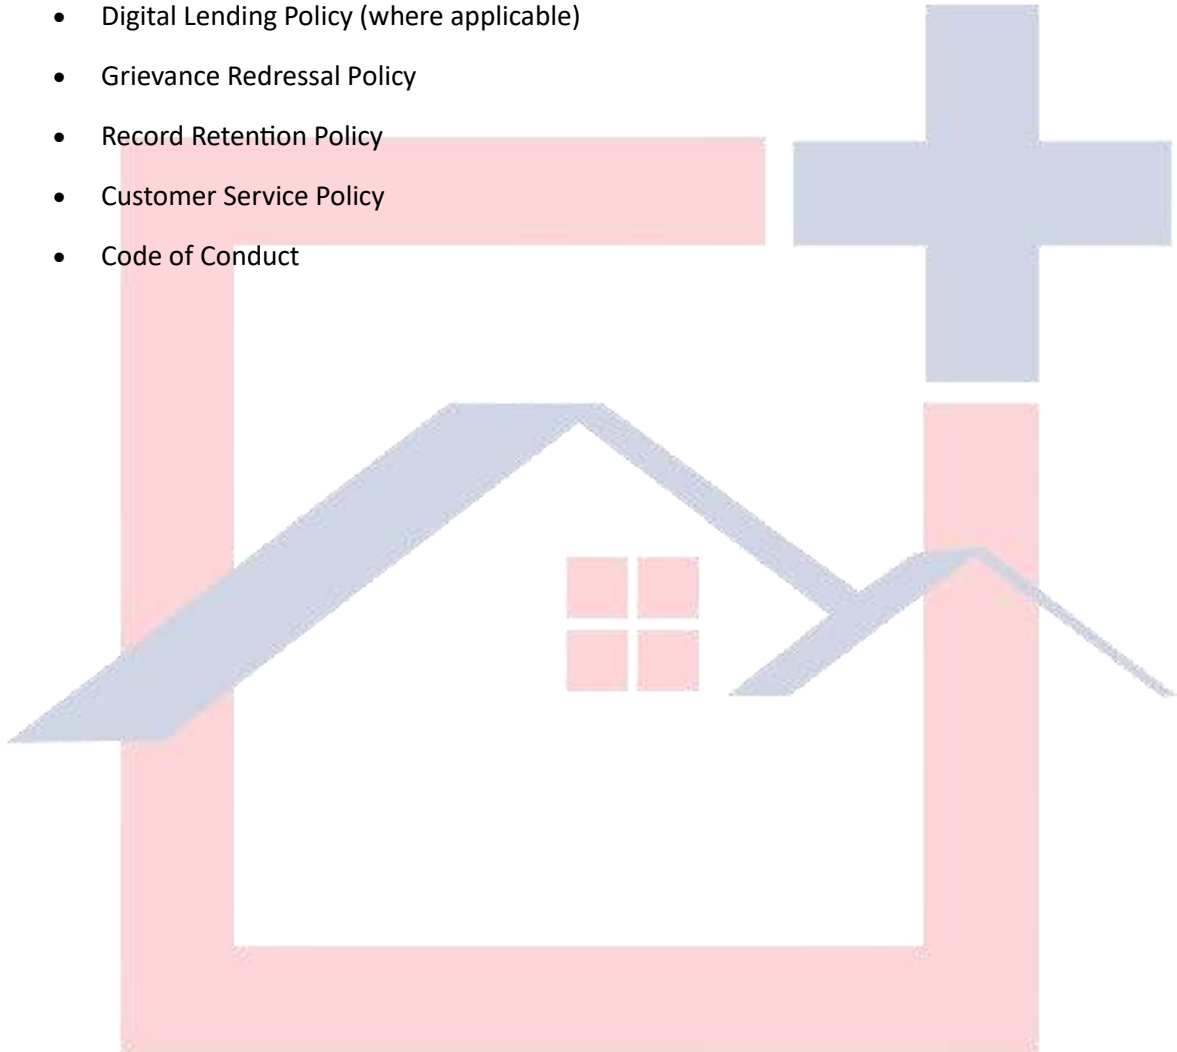 • Digital Lending Policy (where applicable)
• Grievance Redressal Policy
• Record Retention Policy
• Customer Service Policy
• Code of Conduct